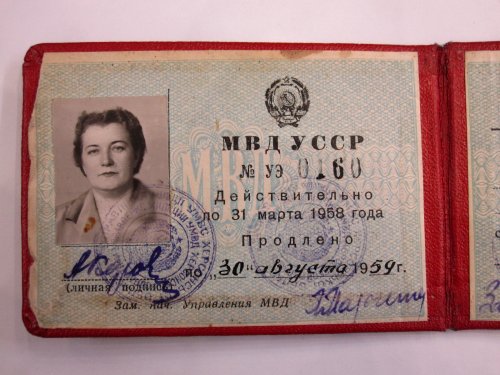 МВД УССР
№ УЭ 0160
Действительно
по 31 марта 1958 года
Продлено
по "30" августа 1959 г.
(личная подпись)
Зам. нач. Управления МВД